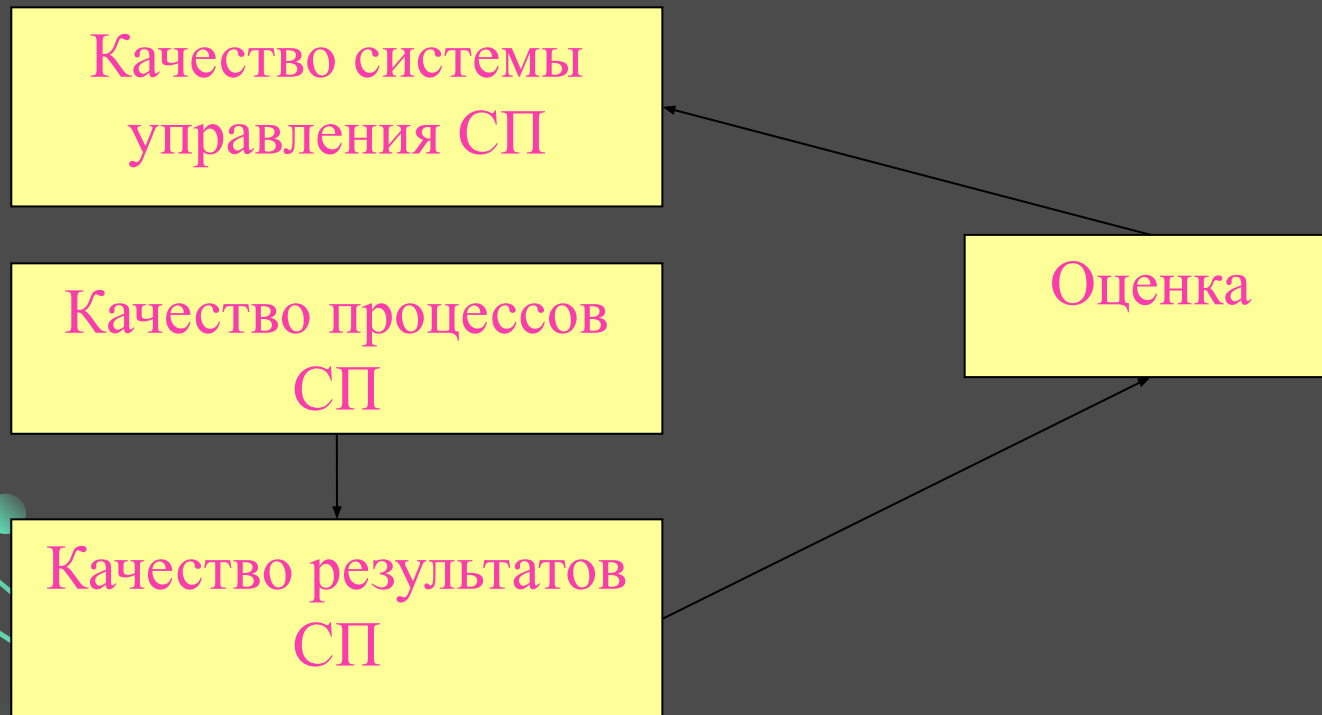 Качество системы
управления СП
Качество процессов
СП
Качество результатов
СП
Оценка